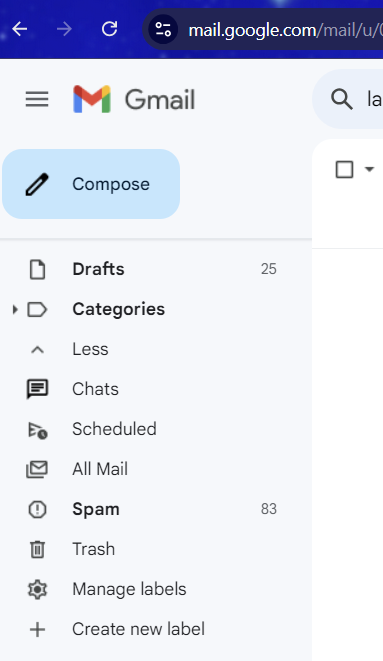 mail.google.com/mail/u/
Gmail
la
Compose
Drafts 25
Categories
Less
Chats
Scheduled
All Mail
Spam 83
Trash
Manage labels
Create new label